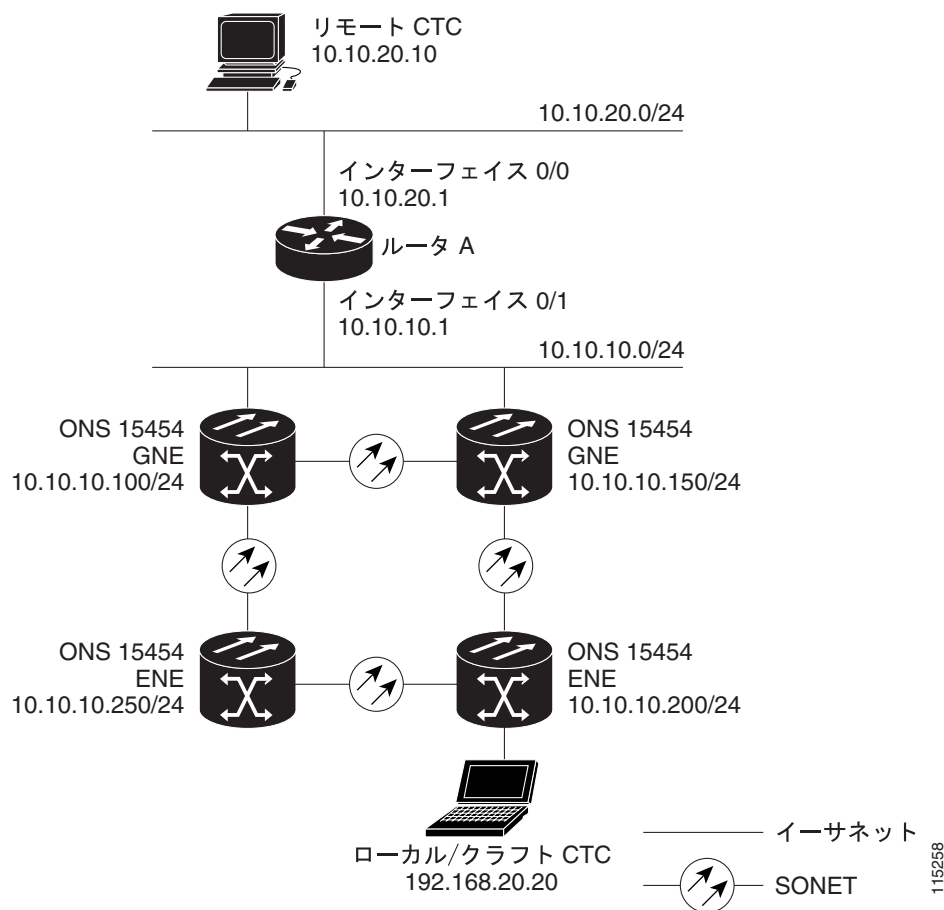 リモート CTC
10.10.20.10
10.10.20.0/24
インターフェイス 0/0
10.10.20.1
ルータ A
インターフェイス 0/1
10.10.10.1
10.10.10.0/24
ONS 15454
GNE
10.10.10.100/24
ONS 15454
GNE
10.10.10.150/24
ONS 15454
ENE
10.10.10.250/24
ONS 15454
ENE
10.10.10.200/24
ローカル/クラフト CTC
192.168.20.20
イーサネット
SONET
115258